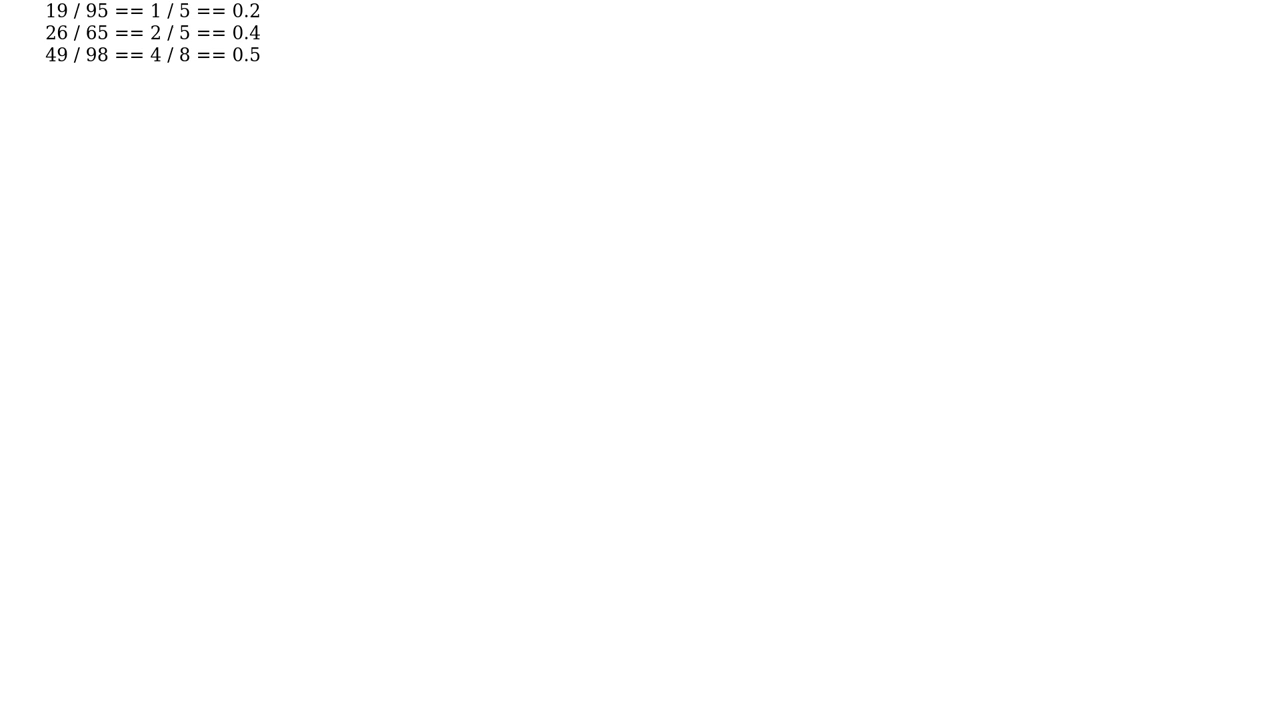 19 / 95 == 1 / 5 == 0.2
26 / 65 == 2 / 5 == 0.4
49 / 98 == 4 / 8 == 0.5